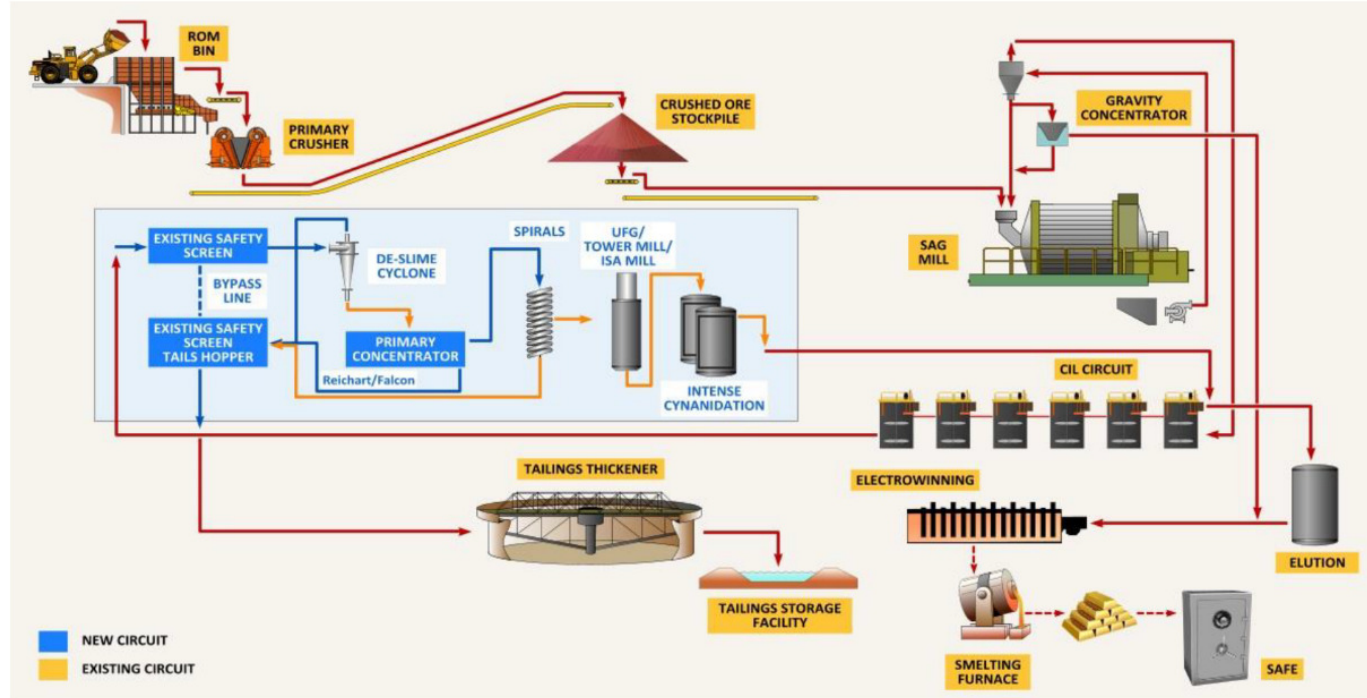 ROM
BIN
PRIMARY
CRUSHER
CRUSHED ORE
STOCKPILE
GRAVITY
CONCENTRATOR
SAG
MILL
EXISTING SAFETY
SCREEN
BYPASS
LINE
EXISTING SAFETY
SCREEN
TAILS HOPPER
DE-SLIME
CYCLONE
PRIMARY
CONCENTRATOR
Reichart/Falcon
SPIRALS
UFG/
TOWER MILL/
ISA MILL
INTENSE
CYNANIDATION
CIL CIRCUIT
TAILINGS THICKENER
TAILINGS STORAGE
FACILITY
ELECTROWINNING
ELUTION
SMELTING
FURNACE
SAFE
NEW CIRCUIT
EXISTING CIRCUIT